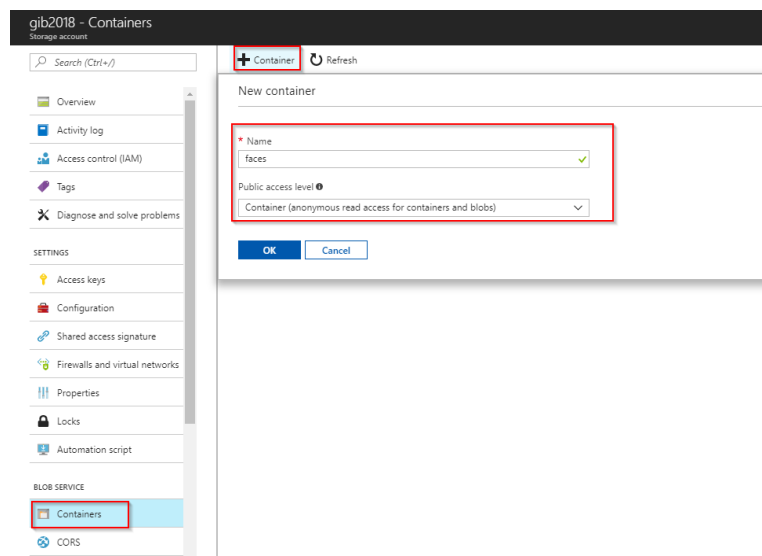 gib2018 - Containers
Storage account
Search (Ctrl+/)
Overview
Activity log
Access control (IAM)
Tags
Diagnose and solve problems
SETTINGS
Access keys
Configuration
Shared access signature
Firewalls and virtual networks
Properties
Locks
Automation script
BLOB SERVICE
Containers
CORS
Container Refresh
New container
* Name
faces
Public access level
Container (anonymous read access for containers and blobs)
OK Cancel